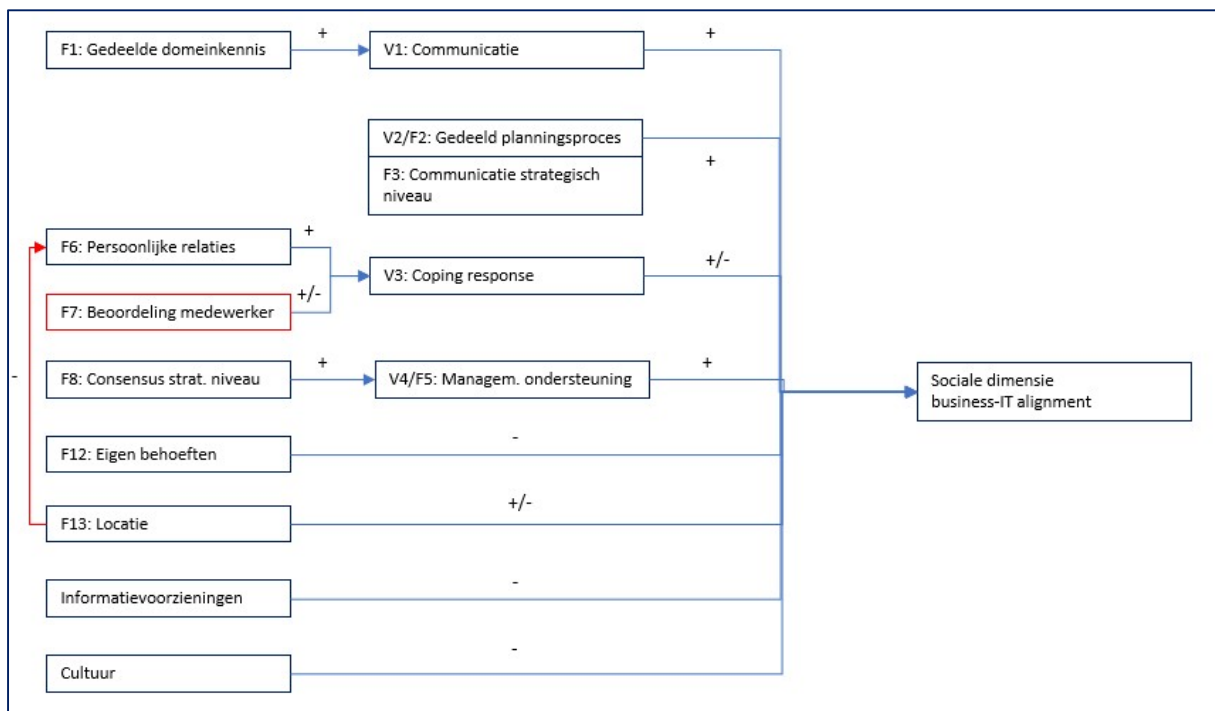 F1: Gedeelde domeinkennis
+
V1: Communicatie
+
V2/F2: Gedeeld planningsproces
F3: Communicatie strategisch
niveau
+
F6: Persoonlijke relaties
+
F7: Beoordeling medewerker
+/-
V3: Coping response
+/-
-
F8: Consensus strat. niveau
+
V4/F5: Managem. ondersteuning
+
Sociale dimensie
business-IT alignment
F12: Eigen behoeften
-
F13: Locatie
+/-
Informatievoorzieningen
-
Cultuur
-